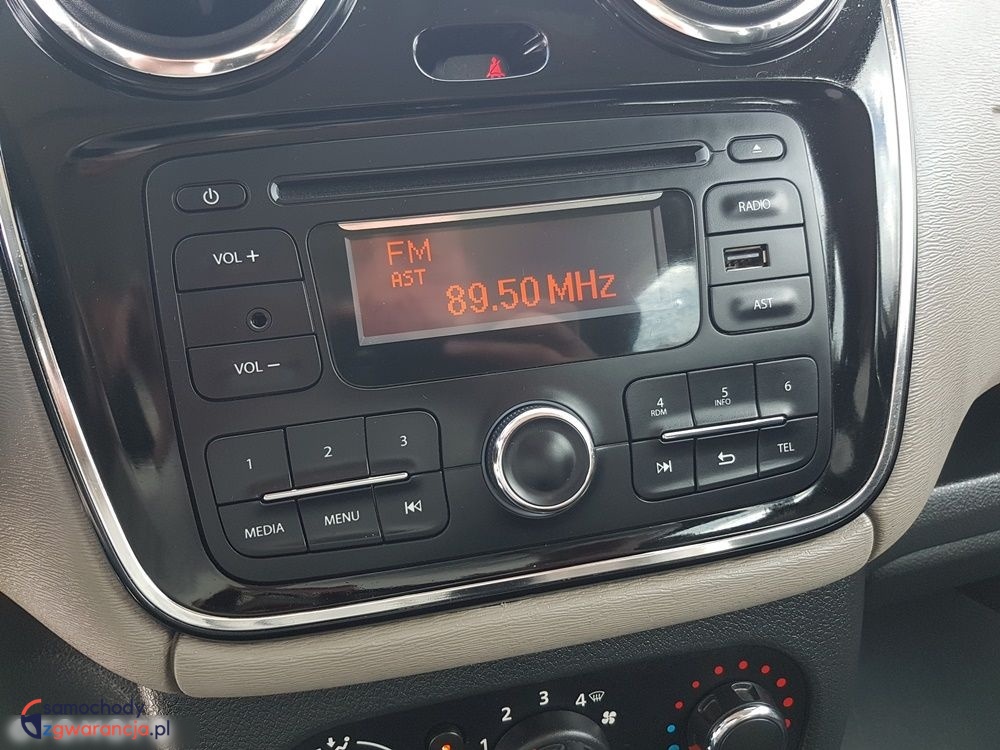 RADIO
VOL +
FM
AST
89.50 MHz
AST
VOL −
1
2
3
4
RDM
5
INFO
6
MEDIA
MENU
TEL
1
2
3
4
samochody
zgwarancja.pl